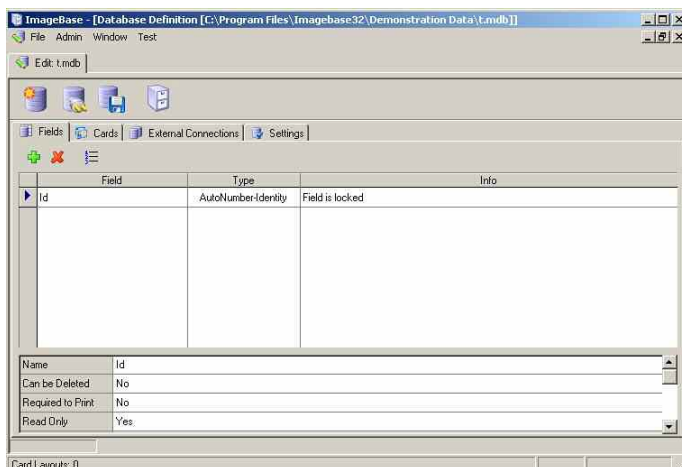 ImageBase - [Database Definition [C:\Program Files\Imagebase32\Demonstration Data\t.mdb]]
File Admin Window Test
Edit: t.mdb
Fields Cards External Connections Settings
Field Type Info
Id AutoNumber-Identity Field is locked
Name Id
Can be Deleted No
Required to Print No
Read Only Yes
Card Layouts: 0